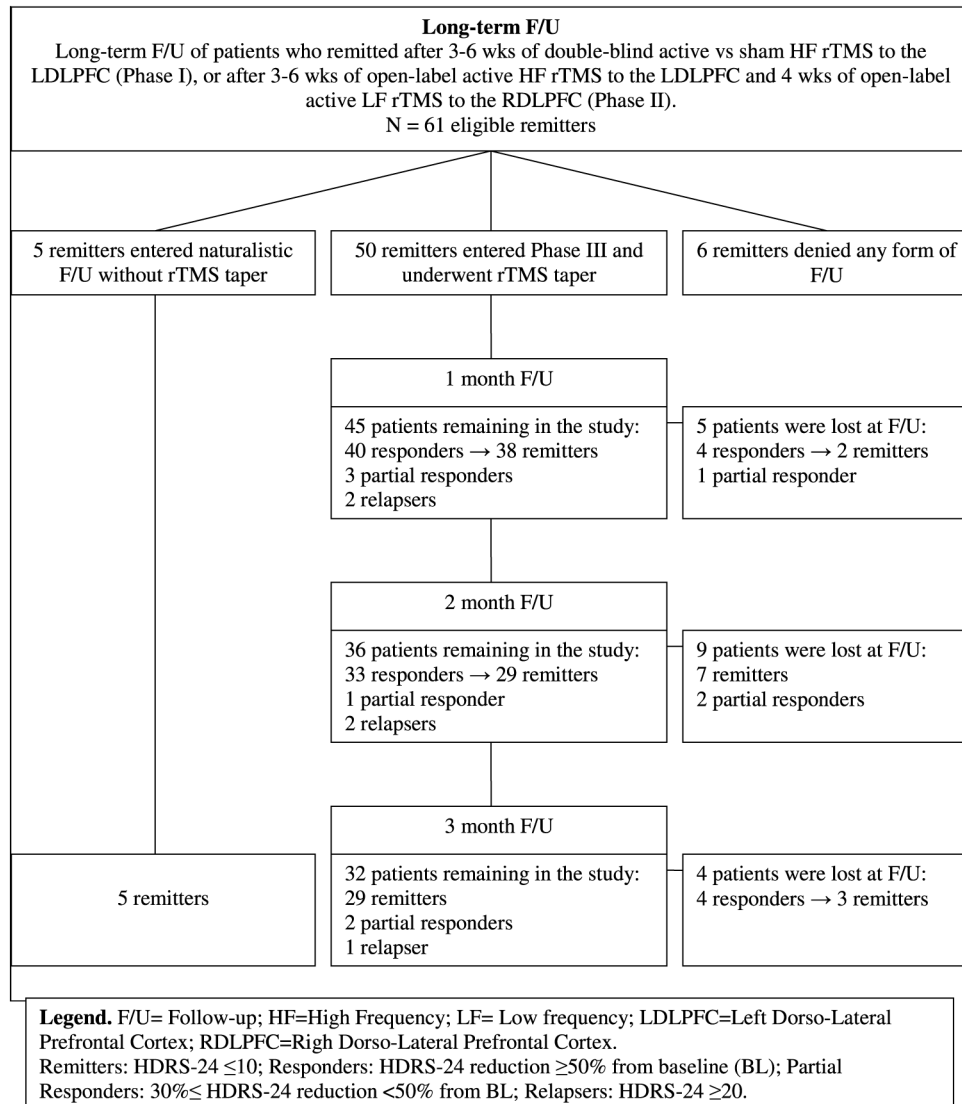 Long-term F/U
Long-term F/U of patients who remitted after 3-6 wks of double-blind active vs sham HF rTMS to the
LDLPFC (Phase I), or after 3-6 wks of open-label active HF rTMS to the LDLPFC and 4 wks of open-label
active LF rTMS to the RDLPFC (Phase II).
N = 61 eligible remitters
5 remitters entered naturalistic
F/U without rTMS taper
50 remitters entered Phase III and
underwent rTMS taper
6 remitters denied any form of
F/U
1 month F/U
45 patients remaining in the study:
40 responders → 38 remitters
3 partial responders
2 relapsers
5 patients were lost at F/U:
4 responders → 2 remitters
1 partial responder
2 month F/U
36 patients remaining in the study:
33 responders → 29 remitters
1 partial responder
2 relapsers
9 patients were lost at F/U:
7 remitters
2 partial responders
3 month F/U
5 remitters
32 patients remaining in the study:
29 remitters
2 partial responders
1 relapser
4 patients were lost at F/U:
4 responders → 3 remitters
Legend. F/U= Follow-up; HF=High Frequency; LF= Low frequency; LDLPFC=Left Dorso-Lateral
Prefrontal Cortex; RDLPFC=Righ Dorso-Lateral Prefrontal Cortex.
Remitters: HDRS-24 ≤10; Responders: HDRS-24 reduction ≥50% from baseline (BL); Partial
Responders: 30%≤ HDRS-24 reduction <50% from BL; Relapsers: HDRS-24 ≥20.